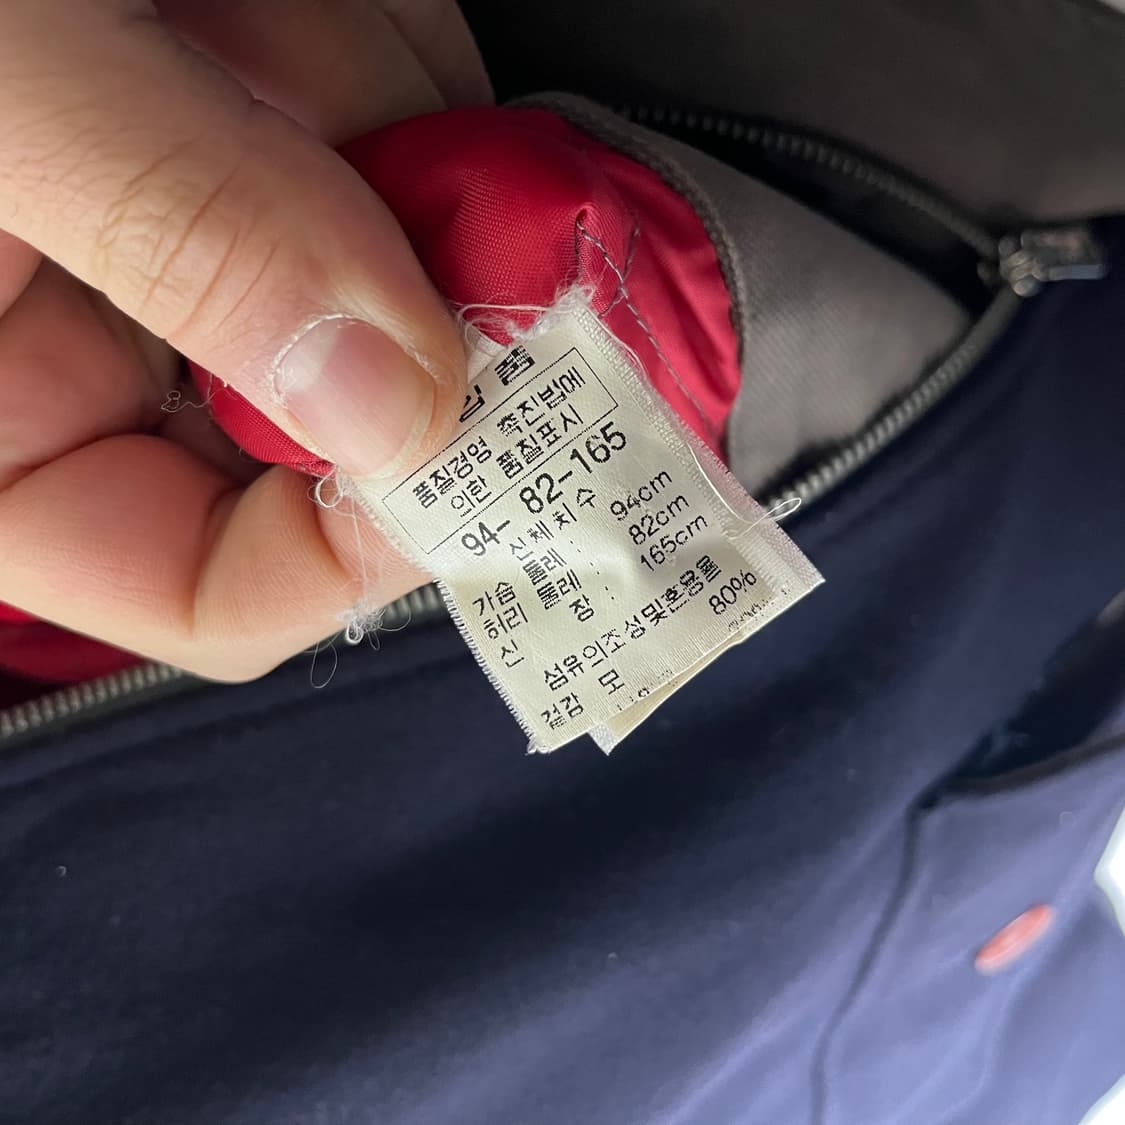 품질경영 촉진법에
의한 품질표시
94- 82-165
신체치수
가슴 둘레 : 94cm
허리 둘레 : 82cm
신 장 : 165cm
섬유의조성및혼용율
겉감 모 80%